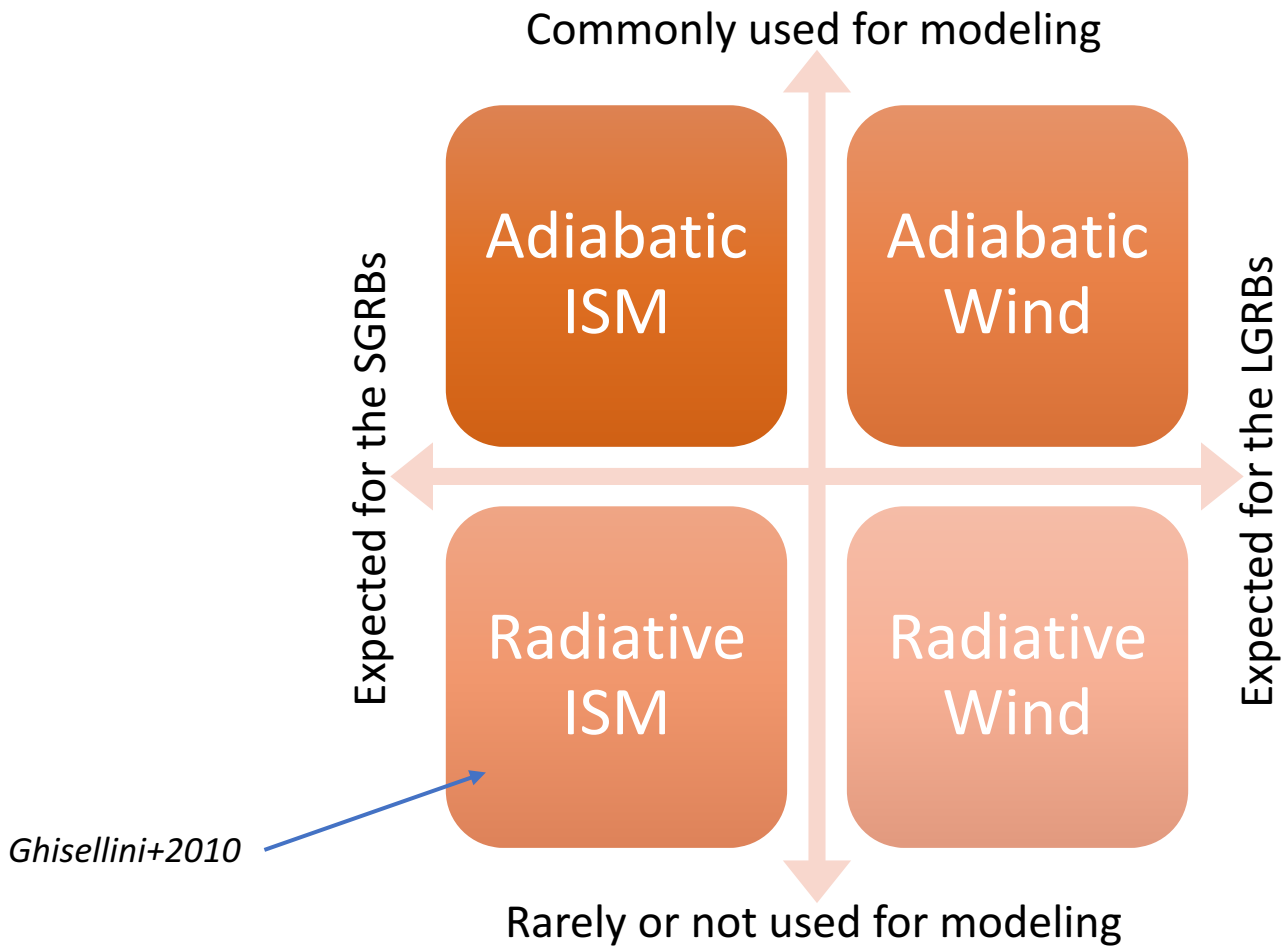 Commonly used for modeling
Adiabatic
ISM
Adiabatic
Wind
Expected for the SGRBs
Expected for the LGRBs
Radiative
ISM
Radiative
Wind
Ghisellini+2010
Rarely or not used for modeling